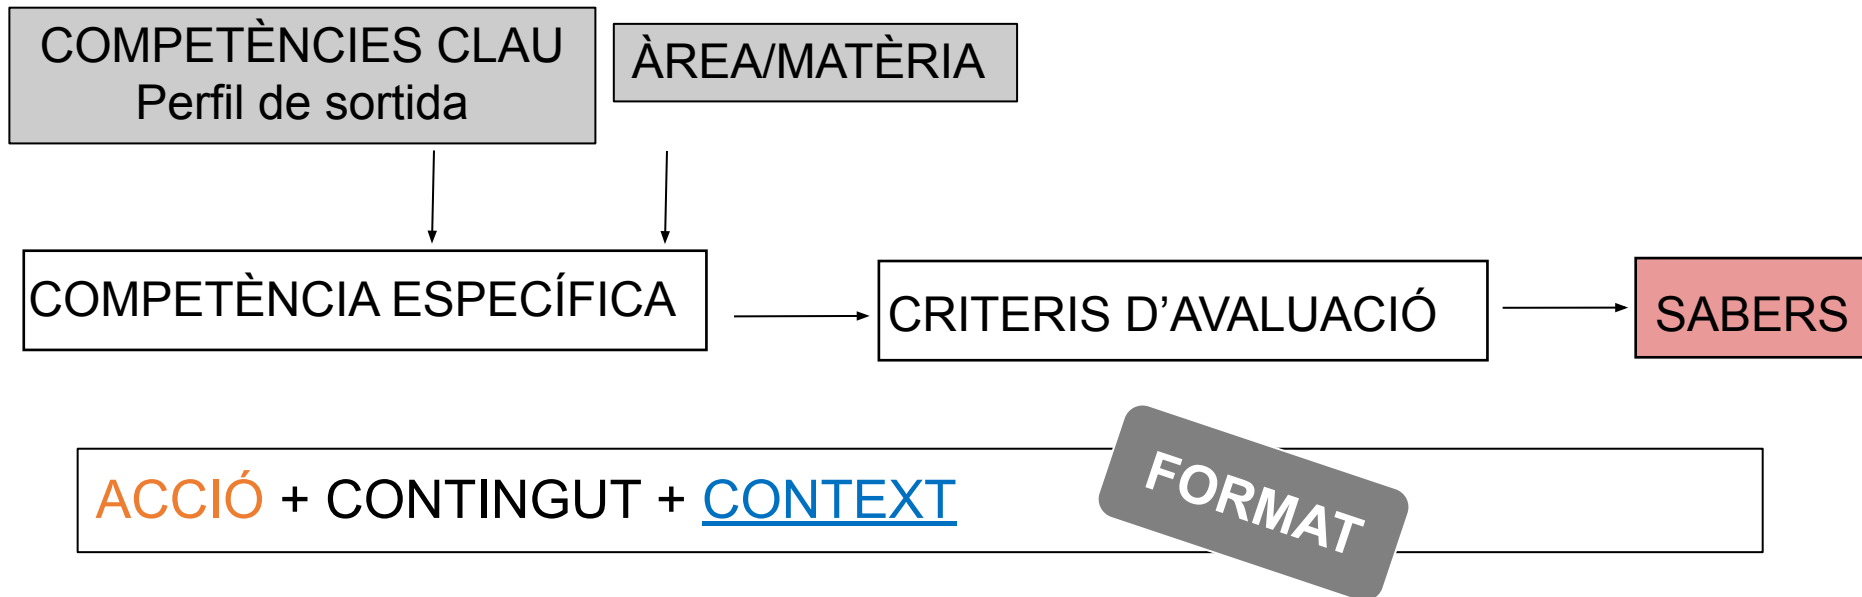 COMPETÈNCIES CLAU
Perfil de sortida
ÀREA/MATÈRIA
COMPETÈNCIA ESPECÍFICA
CRITERIS D’AVALUACIÓ
SABERS
ACCIÓ + CONTINGUT + CONTEXT
FORMAT